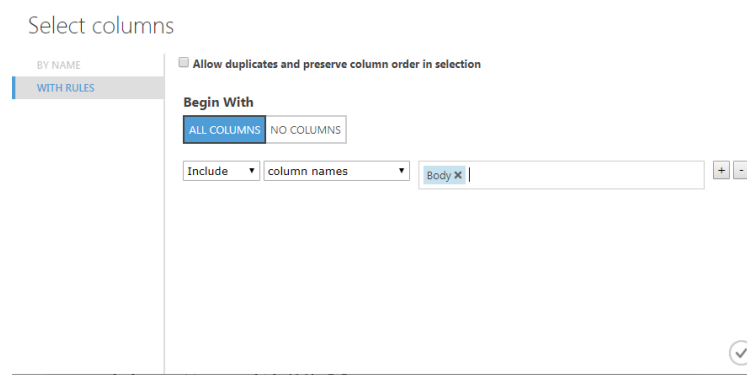 Select columns
BY NAME
WITH RULES
Allow duplicates and preserve column order in selection
Begin With
ALL COLUMNS NO COLUMNS
Include column names Body × + -